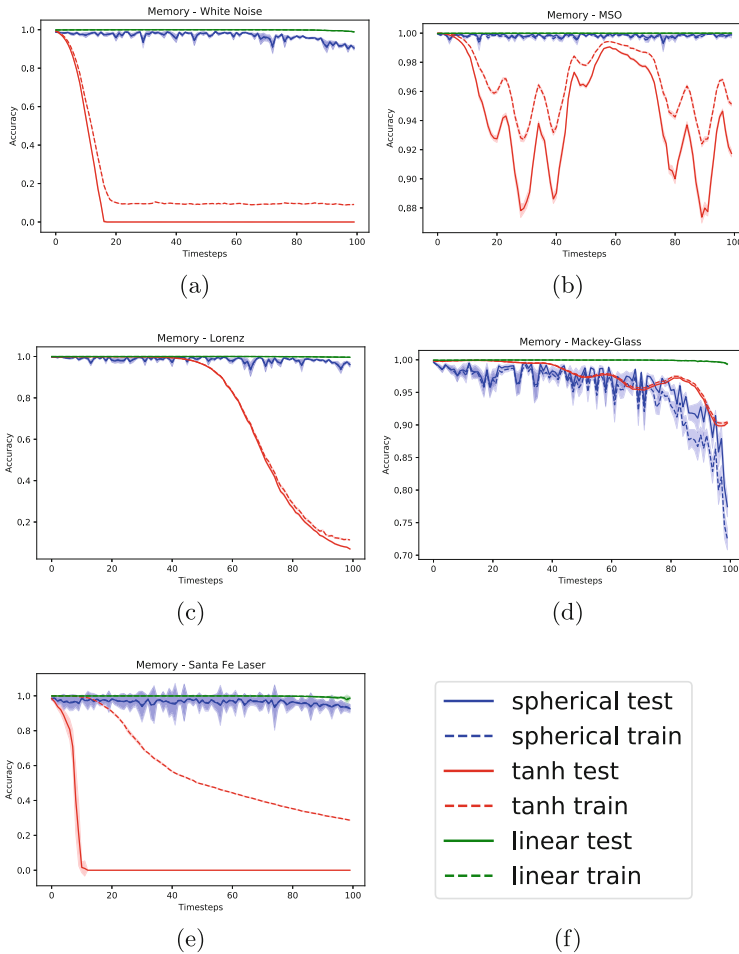 Memory - White Noise
Accuracy
1.0
0.8
0.6
0.4
0.2
0.0
0 20 40 60 80 100
Timesteps
(a)
Memory - MSO
Accuracy
1,00
0,98
0,96
0,94
0,92
0,90
0,88
0 20 40 60 80 100
Timesteps
(b)
Memory - Lorenz
Accuracy
1.0
0.8
0.6
0.4
0.2
0 20 40 60 80 100
Timesteps
(c)
Memory - Mackey-Glass
Accuracy
1,00
0,95
0,90
0,85
0,80
0,75
0,70
0 20 40 60 80 100
Timesteps
(d)
Memory - Santa Fe Laser
Accuracy
1.0
0.8
0.6
0.4
0.2
0.0
0 20 40 60 80 100
Timesteps
(e)
spherical test
spherical train
tanh test
tanh train
linear test
linear train
(f)